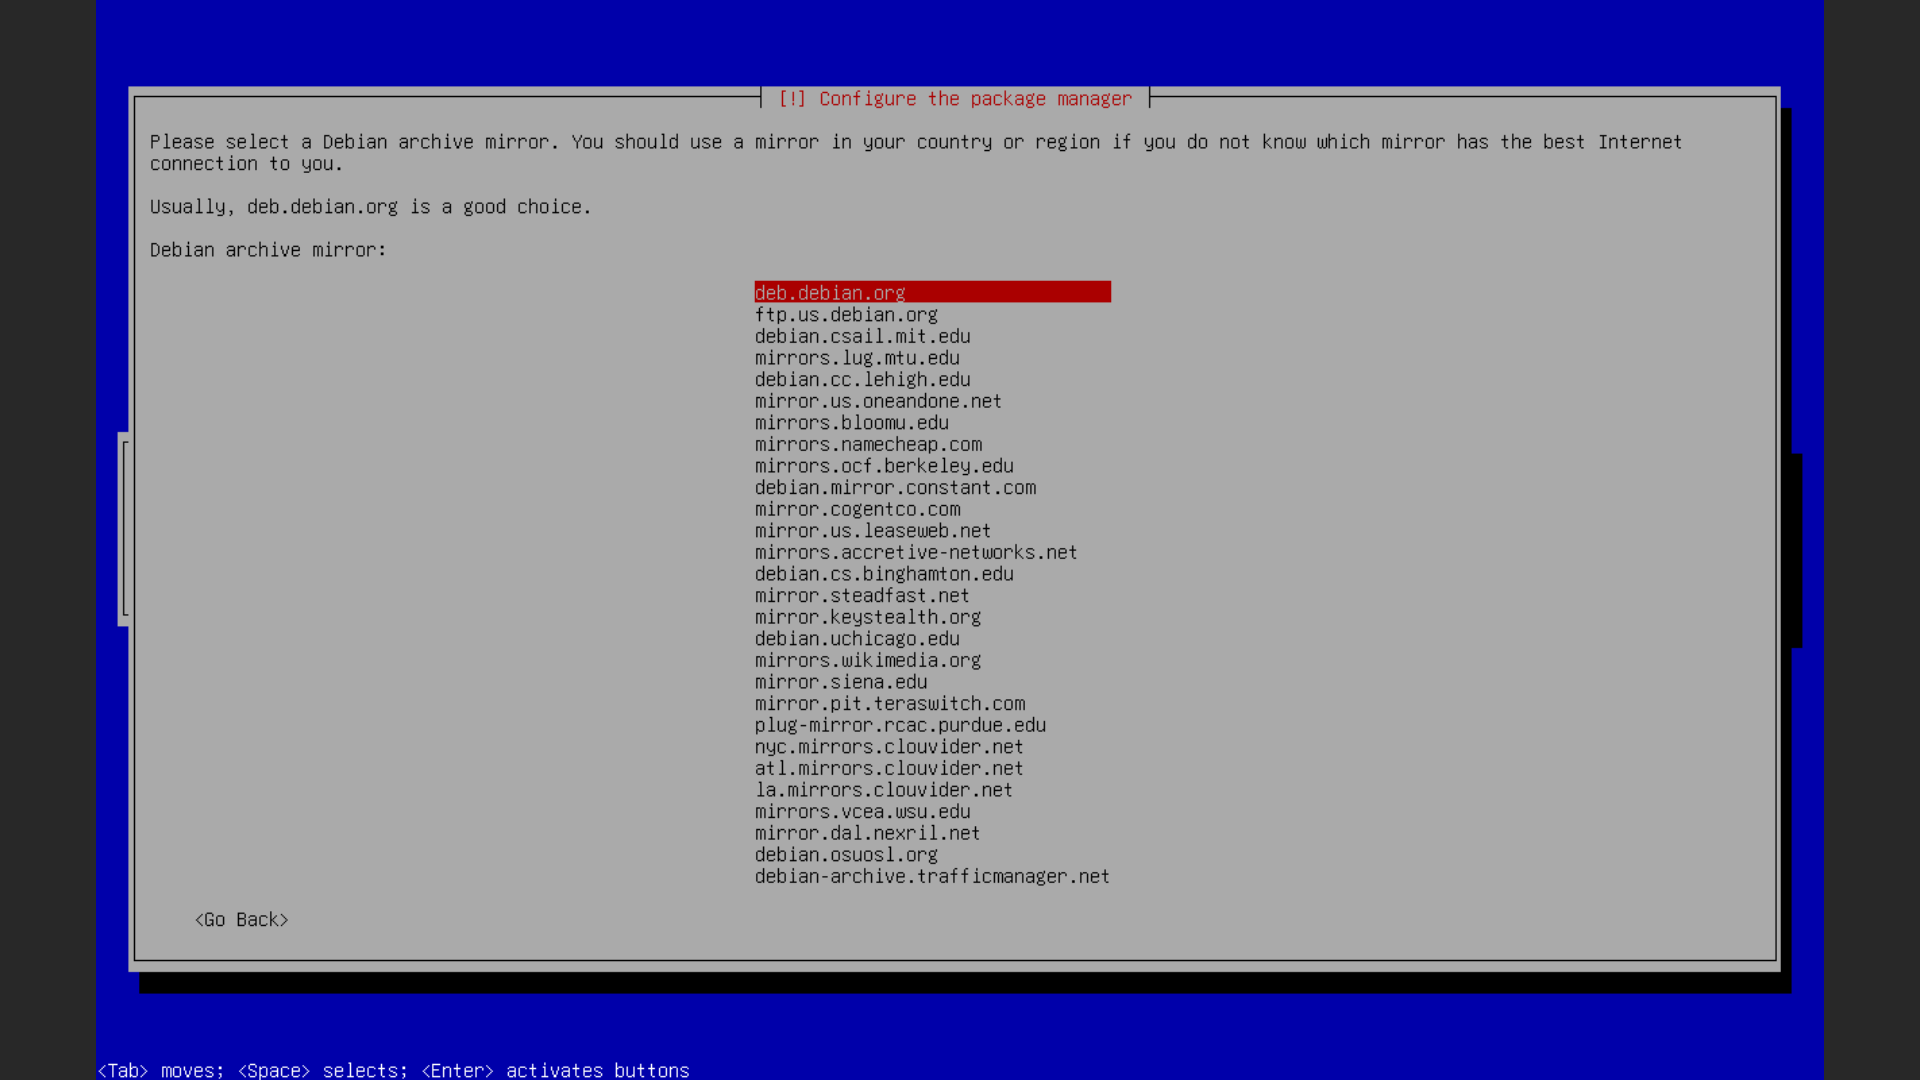 [!] Configure the package manager
Please select a Debian archive mirror. You should use a mirror in your country or region if you do not know which mirror has the best Internet
connection to you.
Usually, deb.debian.org is a good choice.
Debian archive mirror:
deb.debian.org
ftp.us.debian.org
debian.csail.mit.edu
mirrors.lug.mtu.edu
debian.cc.lehigh.edu
mirror.us.oneandone.net
mirrors.bloomu.edu
mirrors.namecheap.com
mirrors.ocf.berkeley.edu
debian.mirror.constant.com
mirror.cogentco.com
mirror.us.leaseweb.net
mirrors.accretive-networks.net
debian.cs.binghamton.edu
mirror.steadfast.net
mirror.keystealth.org
debian.uchicago.edu
mirrors.wikimedia.org
mirror.siena.edu
mirror.pit.teraswitch.com
plug-mirror.rcac.purdue.edu
nyc.mirrors.clouvider.net
atl.mirrors.clouvider.net
la.mirrors.clouvider.net
mirrors.vcea.wsu.edu
mirror.dal.nexril.net
debian.osuosl.org
debian-archive.trafficmanager.net
<Go Back>
<Tab> moves; <Space> selects; <Enter> activates buttons